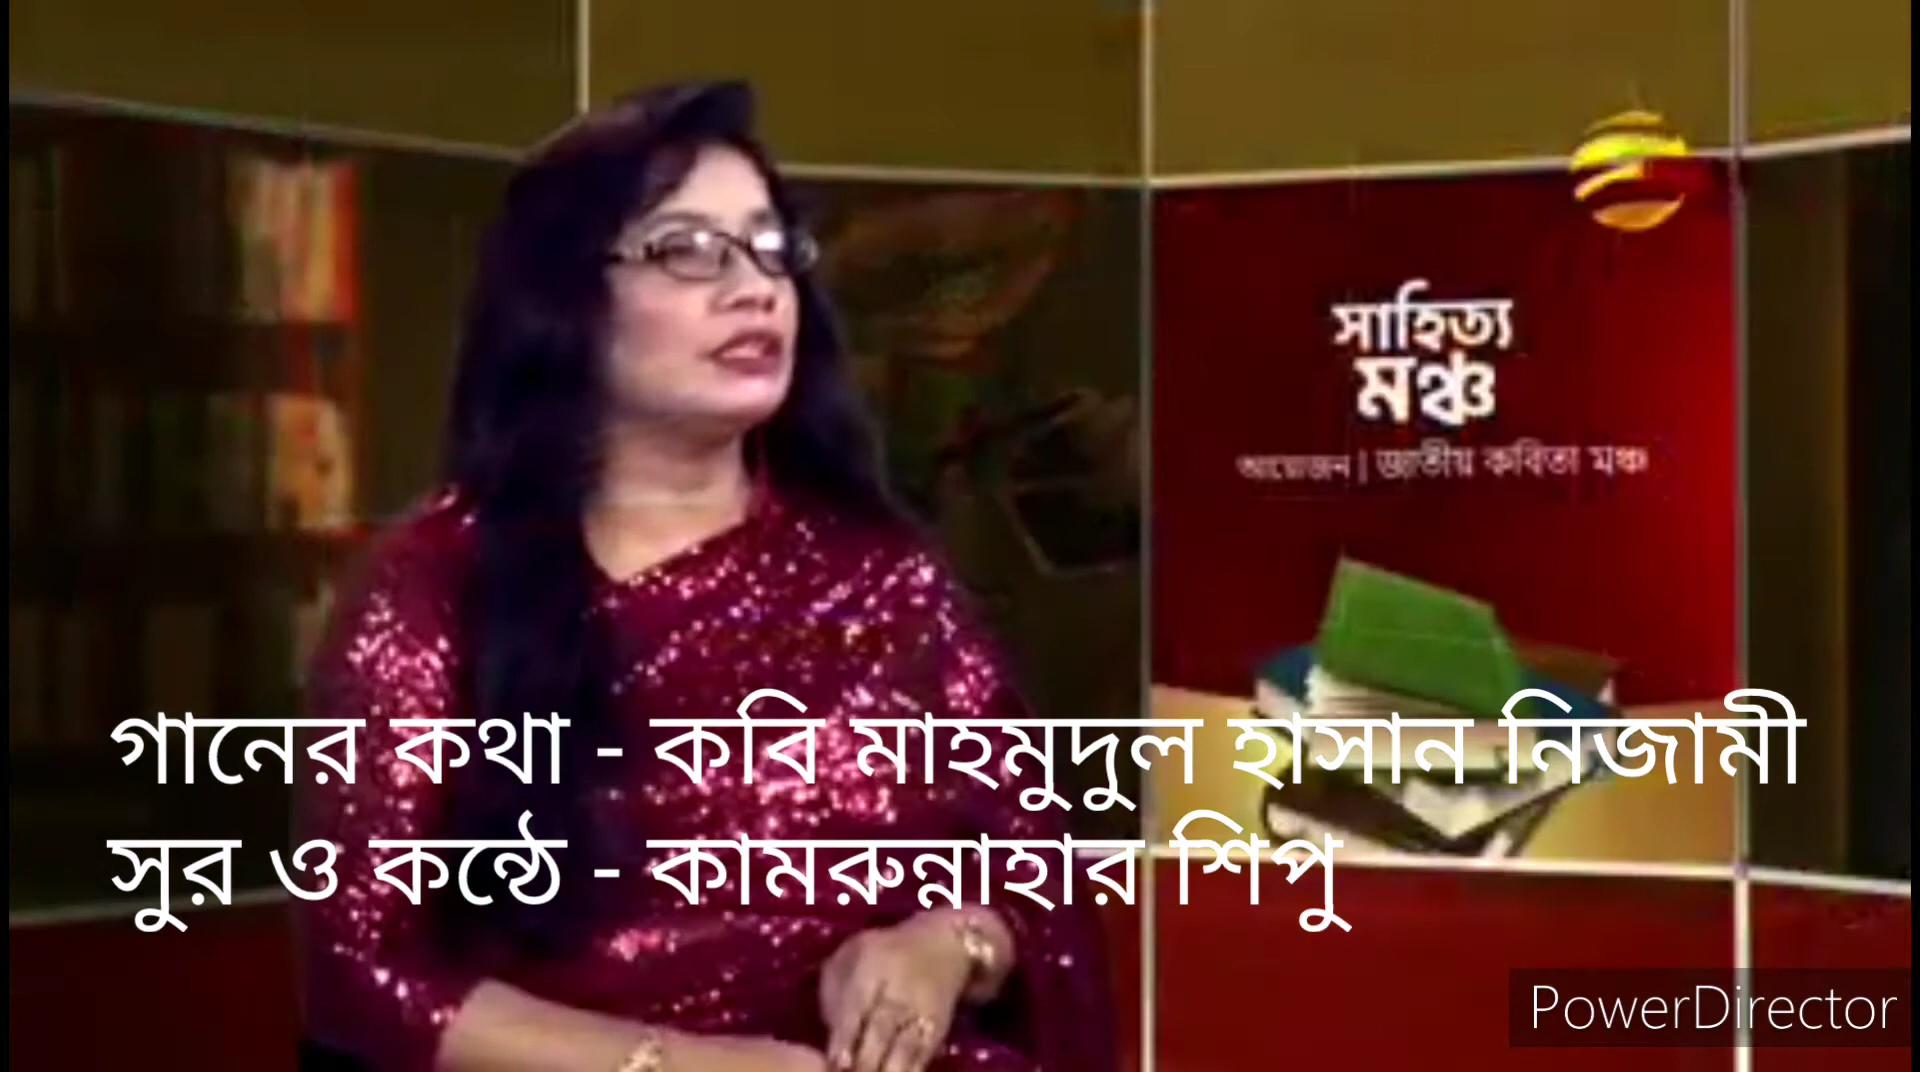 সাহিত্য
মঞ্চ
আয়োজন | জাতীয় কবিতা মঞ্চ
গানের কথা - কবি মাহমুদুল হাসান নিজামী
সুর ও কন্ঠে - কামরুন্নাহার শিপু
PowerDirector